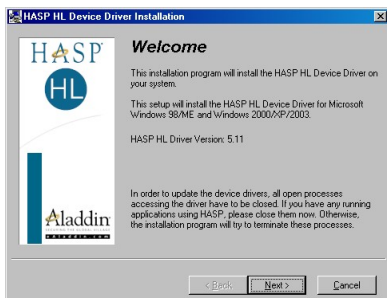 HASP HL Device Driver Installation
HASP
HL
Aladdin
Welcome
This installation program will install the HASP HL Device Driver on
your system.
This setup will install the HASP HL Device Driver for Microsoft
Windows 98/ME and Windows 2000/XP/2003.
HASP HL Driver Version: 5.11
In order to update the device drivers, all open processes
accessing the driver have to be closed. If you have any running
applications using HASP, please close them now. Otherwise,
the installation program will try to terminate these processes.
< Back
Next >
Cancel